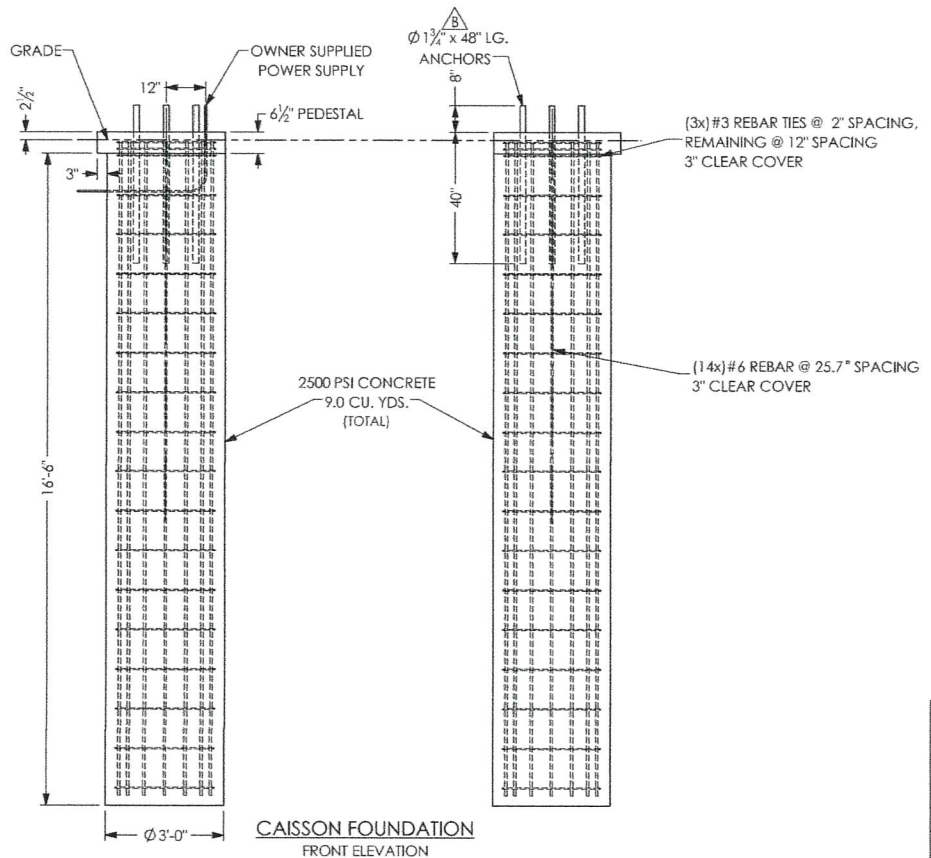 B
Ø 1¾" x 48" LG.
ANCHORS
GRADE
OWNER SUPPLIED
POWER SUPPLY
12"
8"
2½"
6½" PEDESTAL
(3x)#3 REBAR TIES @ 2" SPACING,
REMAINING @ 12" SPACING
3" CLEAR COVER
3"
40"
(14x)#6 REBAR @ 25.7° SPACING
3" CLEAR COVER
2500 PSI CONCRETE
9.0 CU. YDS.
(TOTAL)
16'-6"
Ø 3'-0"
CAISSON FOUNDATION
FRONT ELEVATION